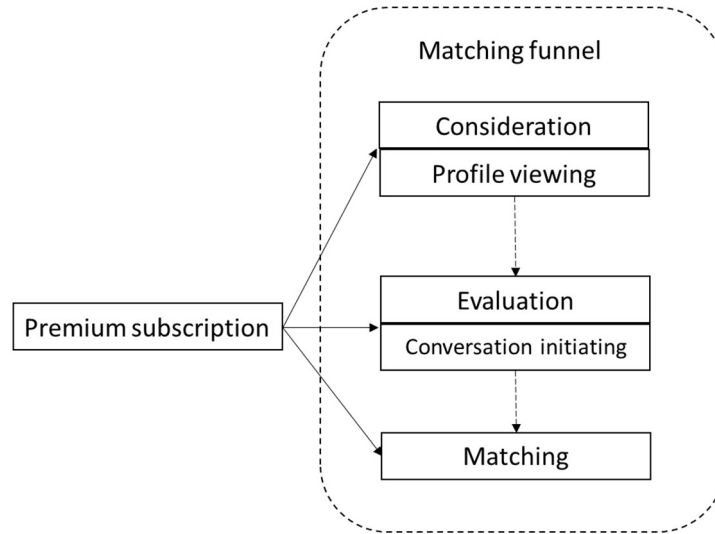 Matching funnel
Consideration
Profile viewing
Premium subscription
Evaluation
Conversation initiating
Matching